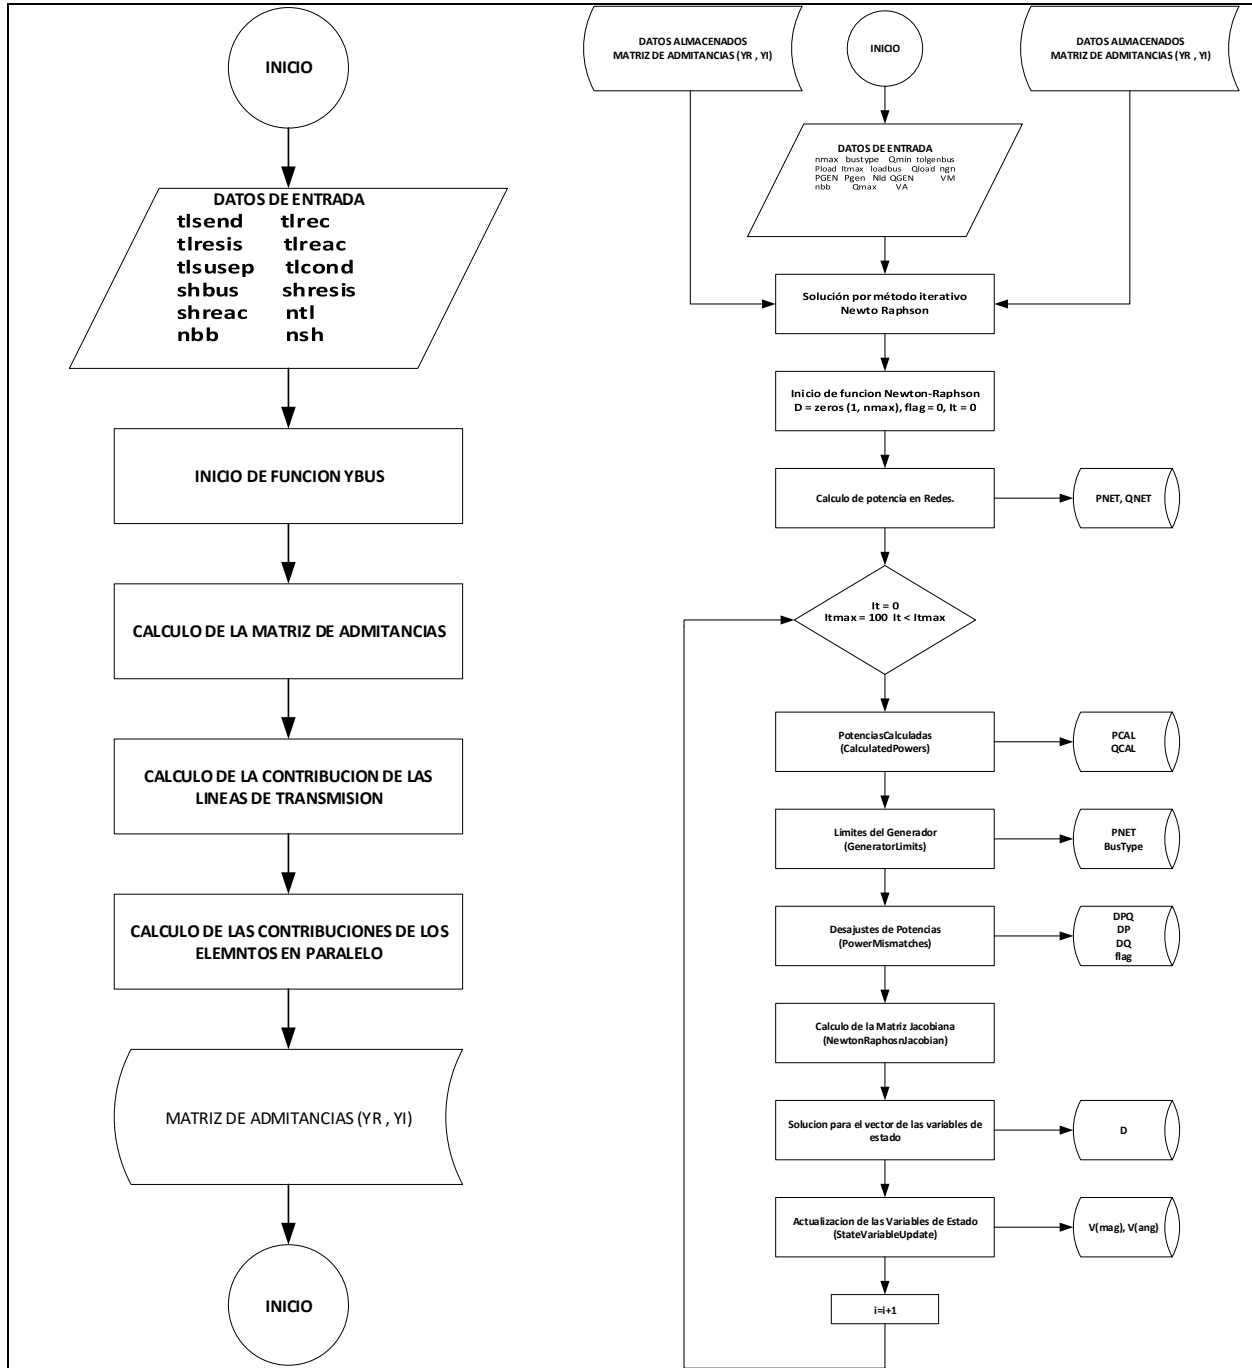 INICIO
DATOS DE ENTRADA
tlsend tlrec
tlresis tlreac
tlsusep tlcond
shbus shresis
shreac ntl
nbb nsh
INICIO DE FUNCION YBUS
CALCULO DE LA MATRIZ DE ADMITANCIAS
CALCULO DE LA CONTRIBUCION DE LAS
LINEAS DE TRANSMISION
CALCULO DE LAS CONTRIBUCIONES DE LOS
ELEMNTOS EN PARALELO
MATRIZ DE ADMITANCIAS (YR , YI)
INICIO
DATOS ALMACENADOS
MATRIZ DE ADMITANCIAS (YR , YI)
INICIO
DATOS ALMACENADOS
MATRIZ DE ADMITANCIAS (YR , YI)
DATOS DE ENTRADA
nmax bustype Qmin tolgenbus
Pload Itmax loadbus Qload ngn
PGEN Pgen Nld QGEN VM
nbb Qmax VA
Solución por método iterativo
Newto Raphson
Inicio de funcion Newton-Raphson
D = zeros (1, nmax), flag = 0, It = 0
Calculo de potencia en Redes.
PNET, QNET
It = 0
Itmax = 100 It < Itmax
PotenciasCalculadas
(CalculatedPowers)
PCAL
QCAL
Limites del Generador
(GeneratorLimits)
PNET
BusType
Desajustes de Potencias
(PowerMismatches)
DPQ
DP
DQ
flag
Calculo de la Matriz Jacobiana
(NewtonRaphosnJacobian)
Solucion para el vector de las variables de
estado
D
Actualizacion de las Variables de Estado
(StateVariableUpdate)
V(mag), V(ang)
i=i+1